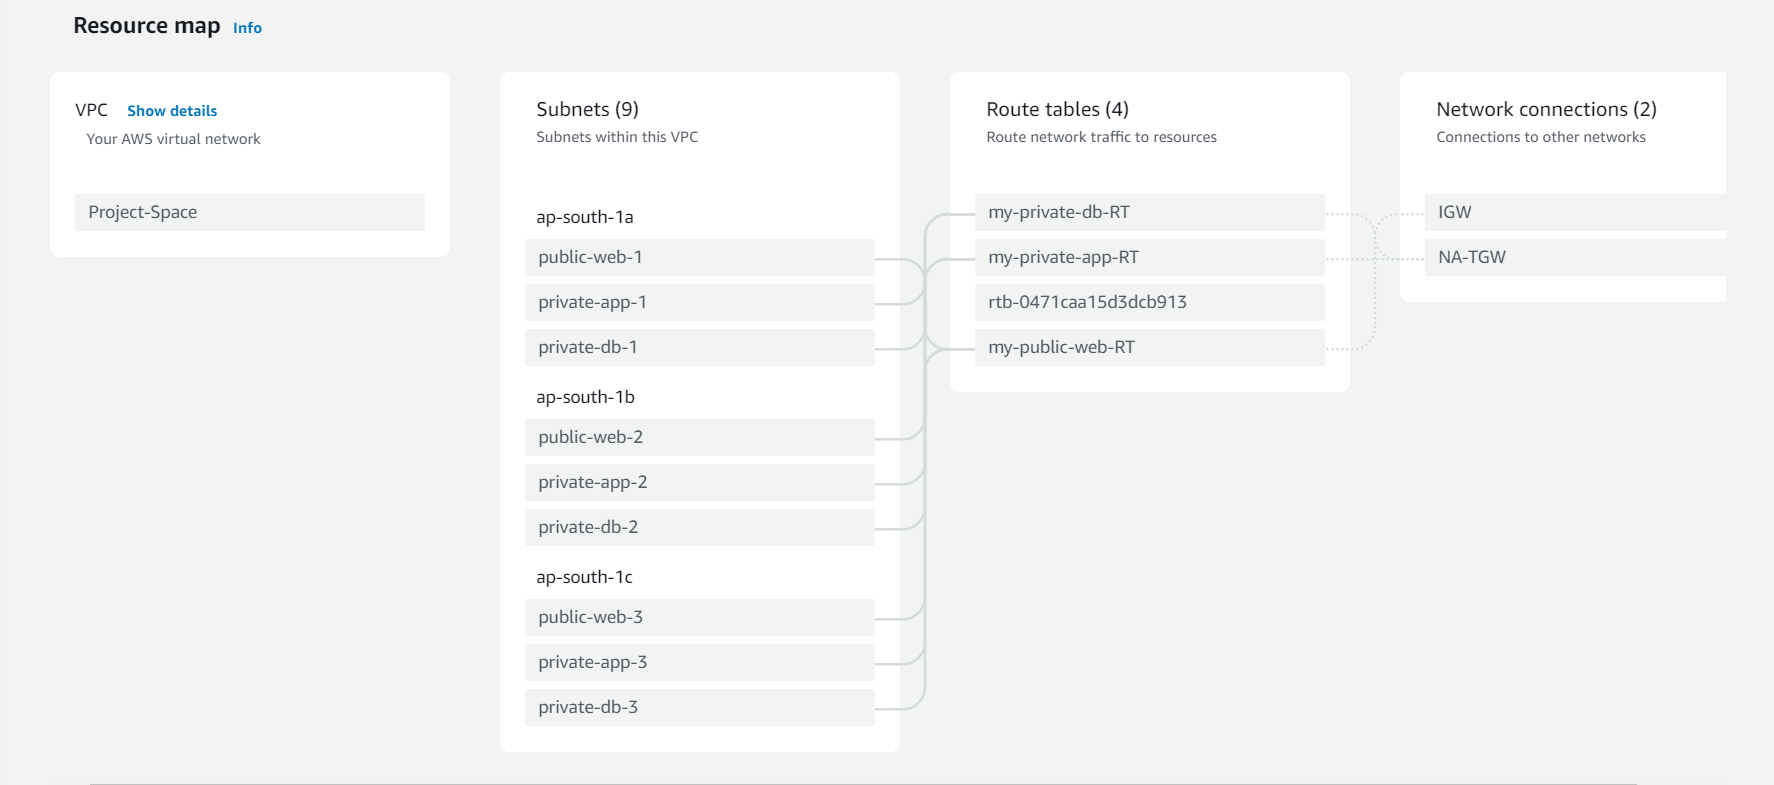 Resource map Info
VPC Show details
Your AWS virtual network
Project-Space
Subnets (9)
Subnets within this VPC
ap-south-1a
public-web-1
private-app-1
private-db-1
ap-south-1b
public-web-2
private-app-2
private-db-2
ap-south-1c
public-web-3
private-app-3
private-db-3
Route tables (4)
Route network traffic to resources
my-private-db-RT
my-private-app-RT
rtb-0471caa15d3dcb913
my-public-web-RT
Network connections (2)
Connections to other networks
IGW
NA-TGW